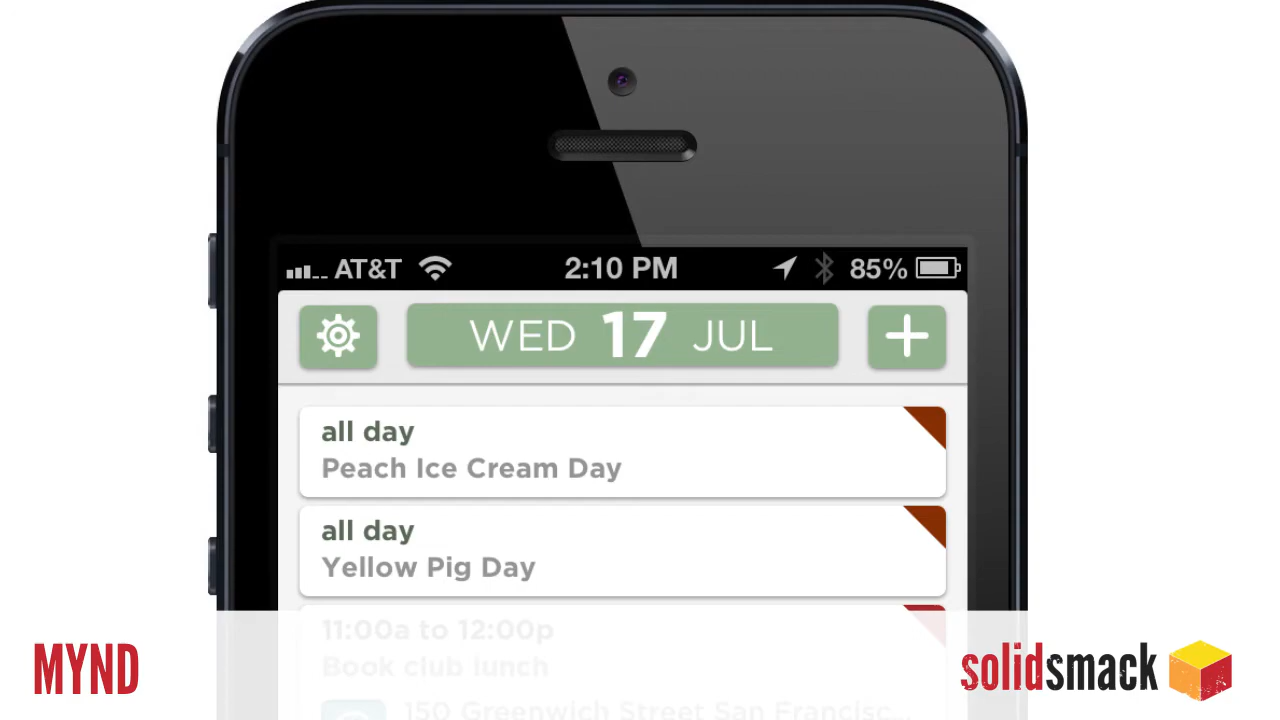 AT&T 2:10 PM 85%
WED 17 JUL
all day
Peach Ice Cream Day
all day
Yellow Pig Day
11:00a to 12:00p
Book club lunch
150 Greenwich Street San Francisc...
MYND
solidsmack